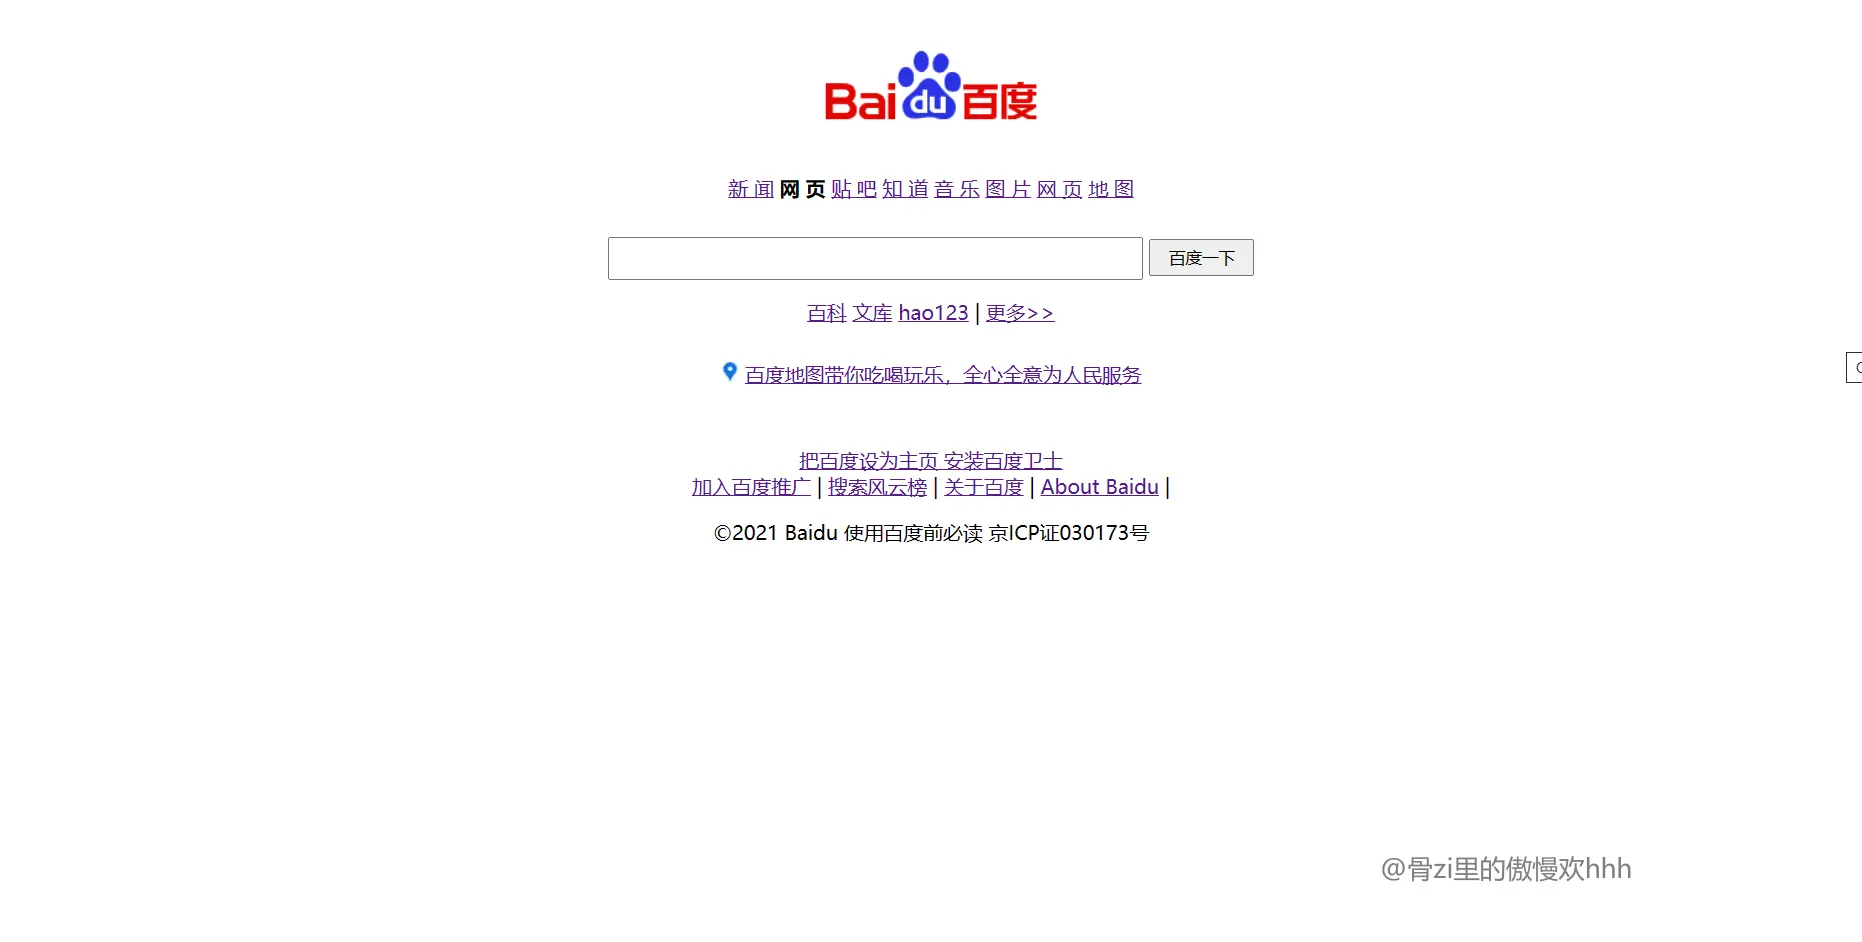 Baidu百度
新 闻 网 页 贴 吧 知 道 音 乐 图 片 网 页 地 图
百度一下
百科 文库 hao123 | 更多>>
百度地图带你吃喝玩乐，全心全意为人民服务
把百度设为主页 安装百度卫士
加入百度推广 | 搜索风云榜 | 关于百度 | About Baidu |
©2021 Baidu 使用百度前必读 京ICP证030173号
@骨zi里的傲慢欢hhh